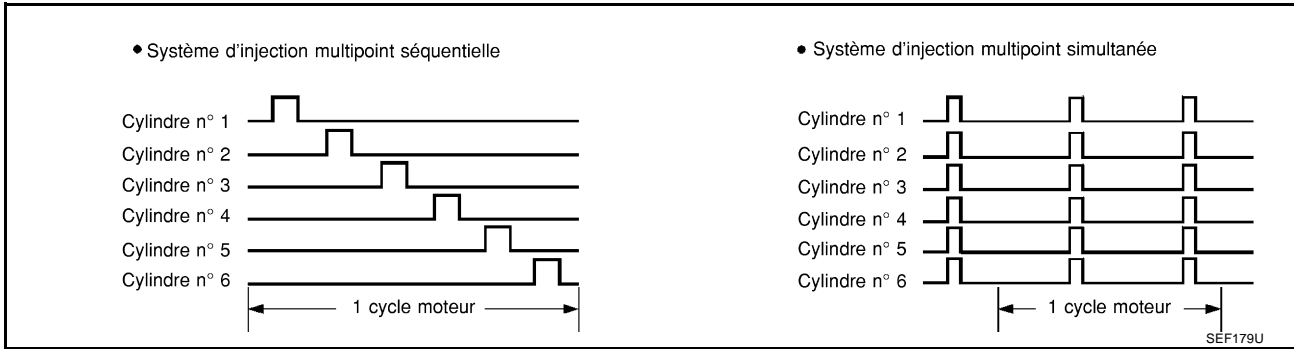 ● Système d'injection multipoint séquentielle
Cylindre n° 1
Cylindre n° 2
Cylindre n° 3
Cylindre n° 4
Cylindre n° 5
Cylindre n° 6
1 cycle moteur
● Système d'injection multipoint simultanée
Cylindre n° 1
Cylindre n° 2
Cylindre n° 3
Cylindre n° 4
Cylindre n° 5
Cylindre n° 6
1 cycle moteur
SEF179U